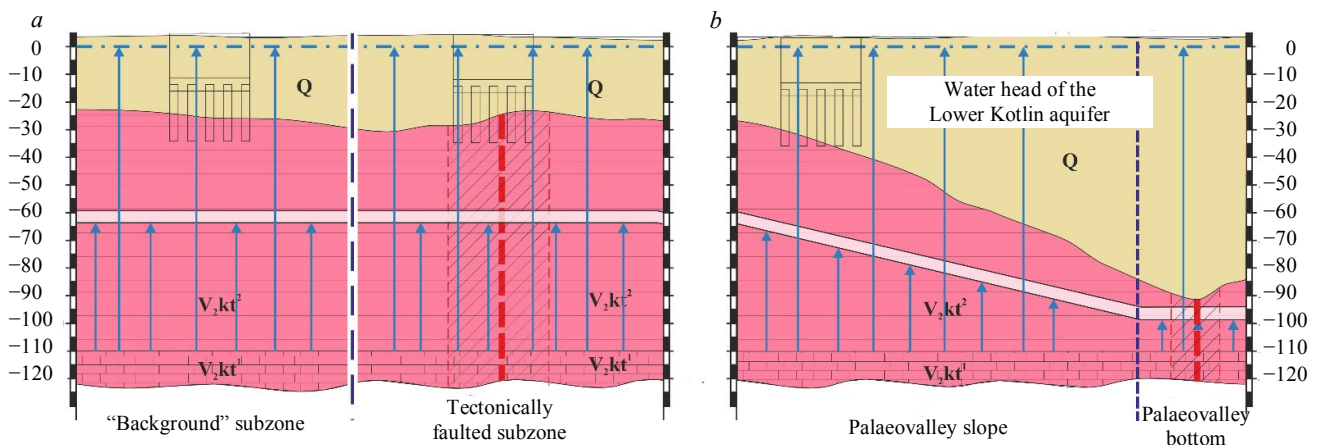 a
b
0
−10
−20
−30
−40
−50
−60
−70
−80
−90
−100
−110
−120
Q
Q
V₂kt²
V₂kt²
V₂kt¹
V₂kt¹
“Background” subzone
Tectonically
faulted subzone
Water head of the
Lower Kotlin aquifer
Q
V₂kt²
V₂kt¹
0
−10
−20
−30
−40
−50
−60
−70
−80
−90
−100
−110
−120
Palaeovalley slope
Palaeovalley
bottom